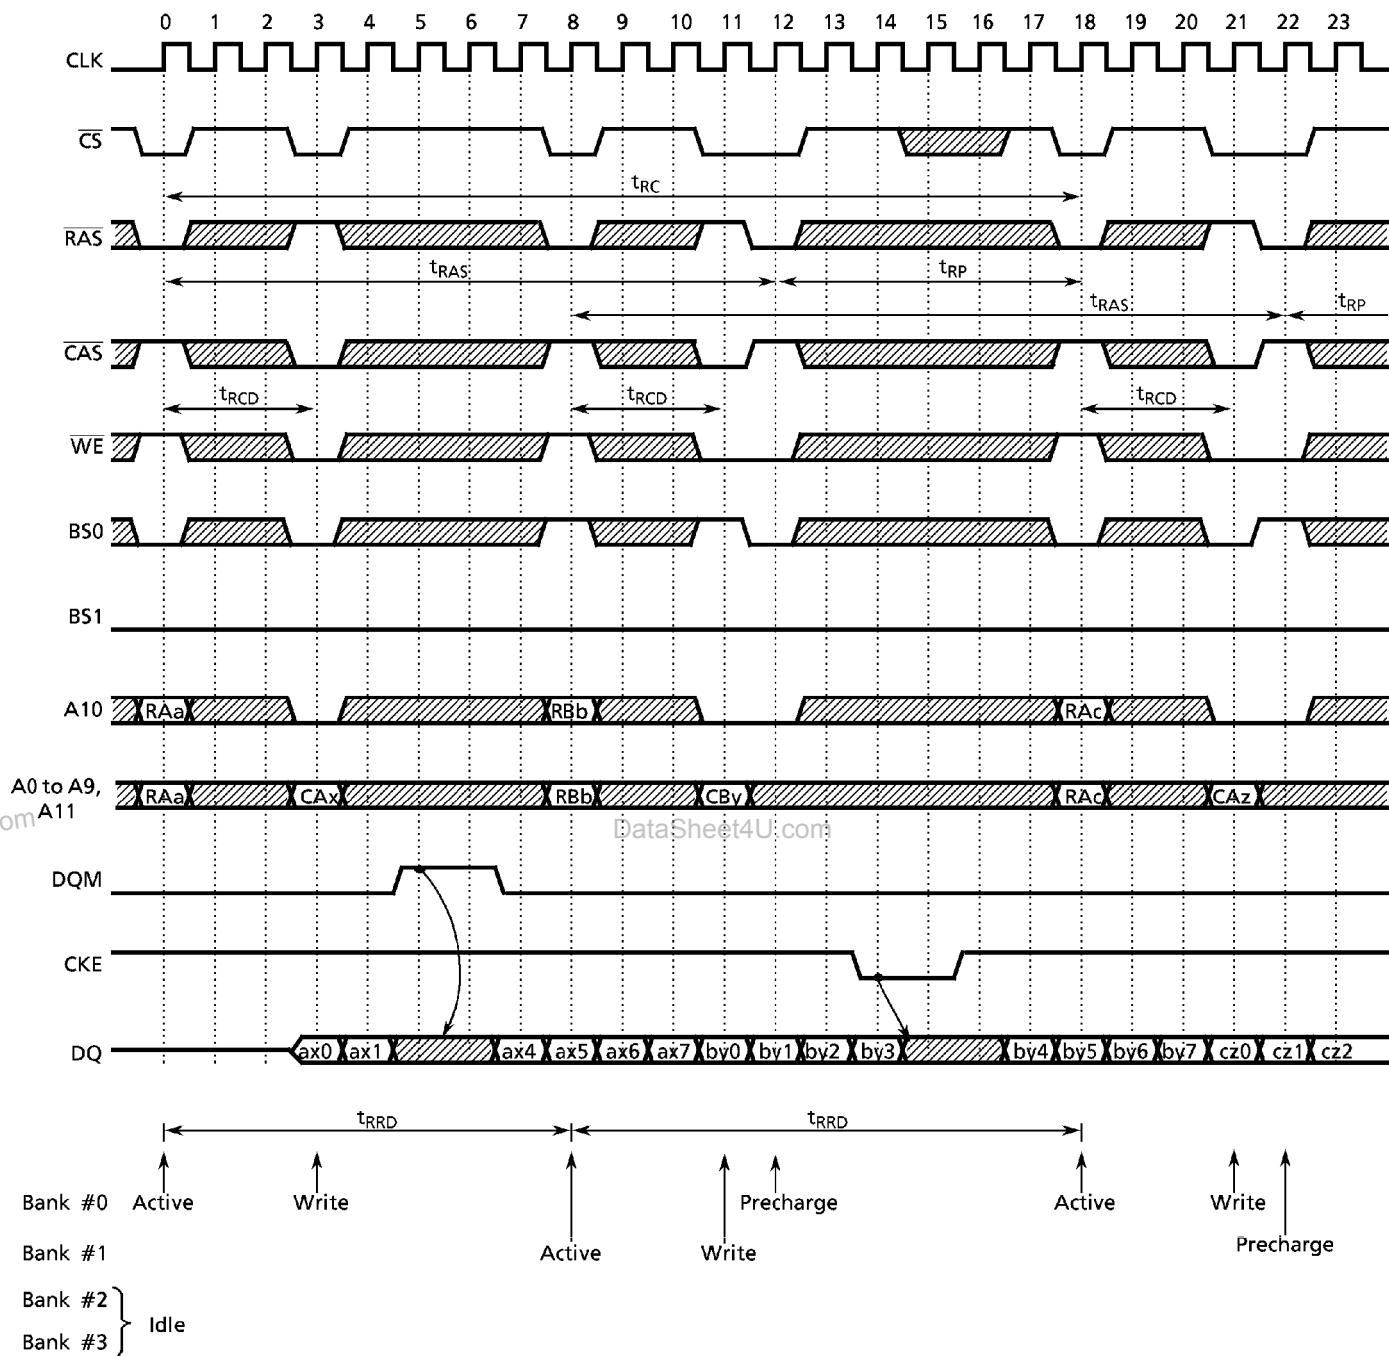 0 1 2 3 4 5 6 7 8 9 10 11 12 13 14 15 16 17 18 19 20 21 22 23
CLK
CS
tRC
RAS
tRAS tRP
tRAS tRP
CAS
tRCD tRCD tRCD
WE
BS0
BS1
A10 RAa RBb RAc
A0 to A9,
A11
RAa CAx RBb CBy RAc CAz
om
DataSheet4U.com
DQM
CKE
DQ ax0 ax1 ax4 ax5 ax6 ax7 by0 by1 by2 by3 by4 by5 by6 by7 cz0 cz1 cz2
tRRD tRRD
Bank #0 Active Write Precharge Active Write
Precharge
Bank #1 Active Write
Bank #2
Idle
Bank #3